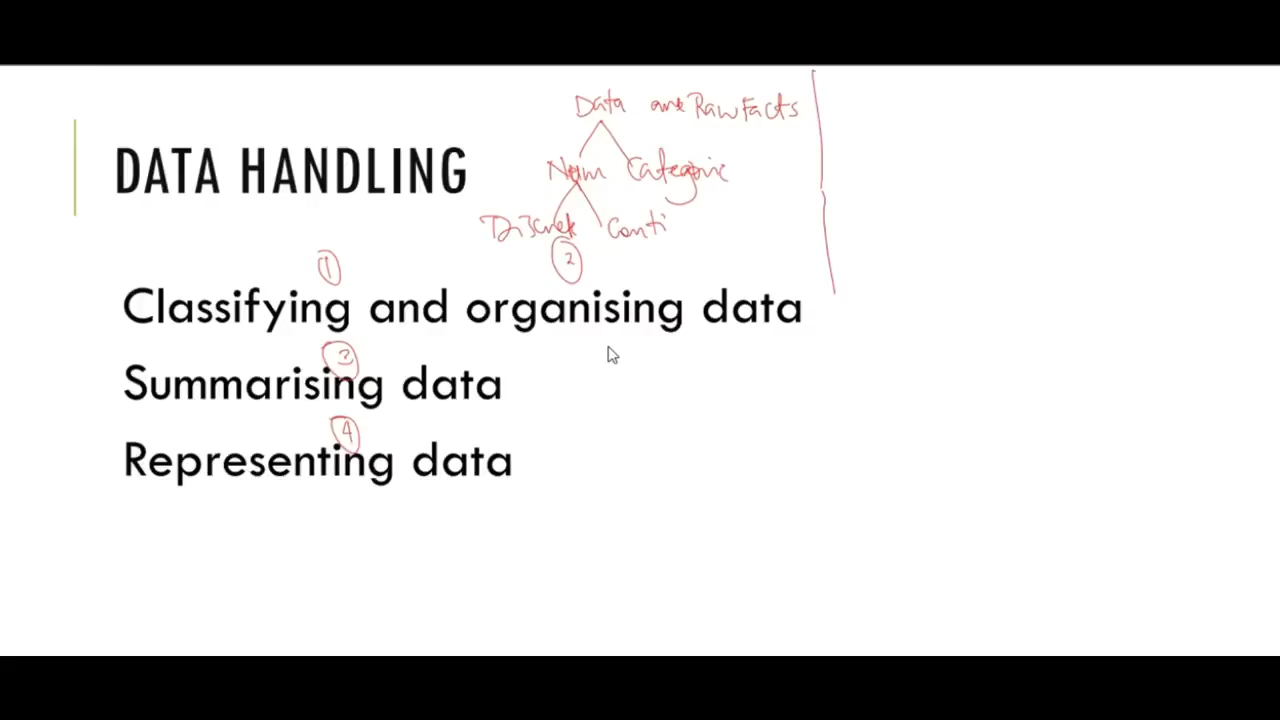 Data are Raw Facts
DATA HANDLING
Num Categoric
Discrek Conti
1 2
Classifying and organising data
3
Summarising data
4
Representing data